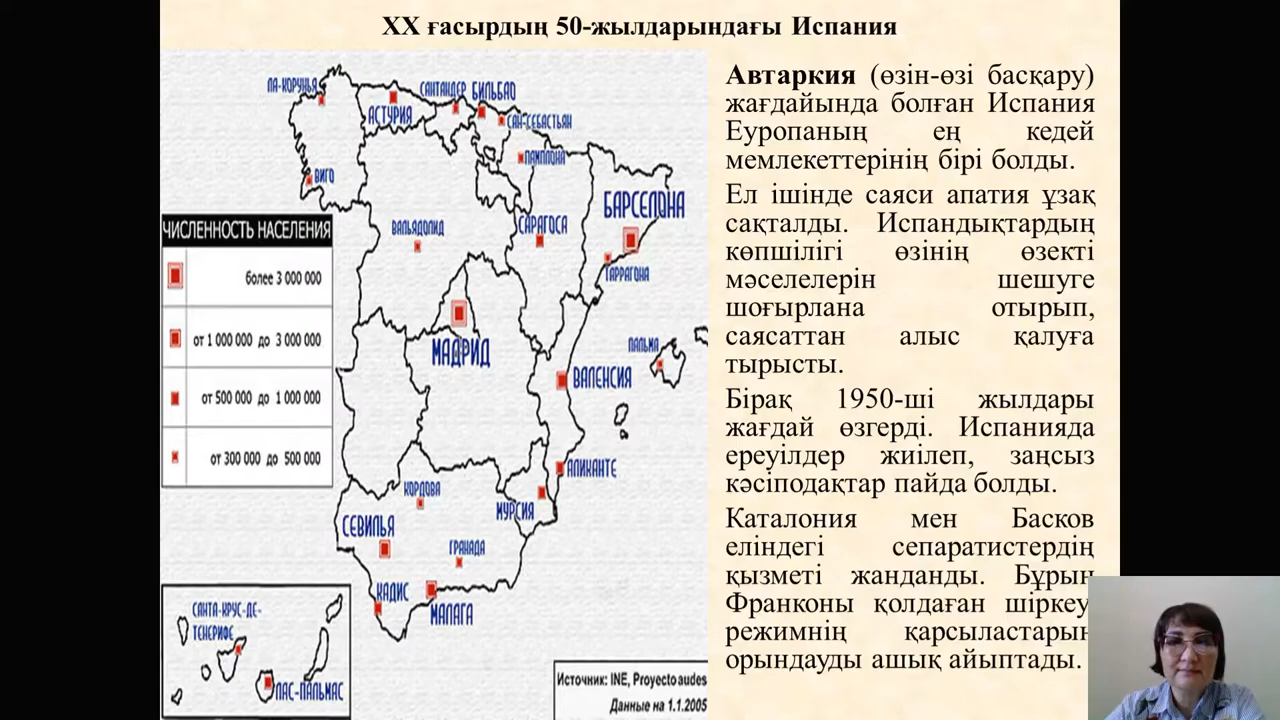 XX ғасырдың 50-жылдарындағы Испания
ЛА-КОРУНЬЯ
АСТУРИЯ
САНТАНДЕР
БИЛЬБАО
САН-СЕБАСТЬЯН
ПАМПЛОНА
ВИГО
ВАЛЬЯДОЛИД
САРАГОСА
БАРСЕЛОНА
ТАРРАГОНА
МАДРИД
ПАЛЬМА
ВАЛЕНСИЯ
АЛИКАНТЕ
КОРДОВА
МУРСИЯ
СЕВИЛЬЯ
ГРАНАДА
КАДИС
МАЛАГА
ЧИСЛЕННОСТЬ НАСЕЛЕНИЯ
более 3 000 000
от 1 000 000 до 3 000 000
от 500 000 до 1 000 000
от 300 000 до 500 000
САНТА-КРУС-ДЕ-
ТЕНЕРИФЕ
ЛАС-ПАЛЬМАС
Источник: INE, Proyecto audes
Данные на 1.1.2005
Автаркия (өзін-өзі басқару)
жағдайында болған Испания
Еуропаның ең кедей
мемлекеттерінің бірі болды.
Ел ішінде саяси апатия ұзақ
сақталды. Испандықтардың
көпшілігі өзінің өзекті
мәселелерін шешуге
шоғырлана отырып,
саясаттан алыс қалуға
тырысты.
Бірақ 1950-ші жылдары
жағдай өзгерді. Испанияда
ереуілдер жиілеп, заңсыз
кәсіподақтар пайда болды.
Каталония мен Басков
еліндегі сепаратистердің
қызметі жанданды. Бұрын
Франконы қолдаған шіркеу
режимнің қарсыластарын
орындауды ашық айыптады.